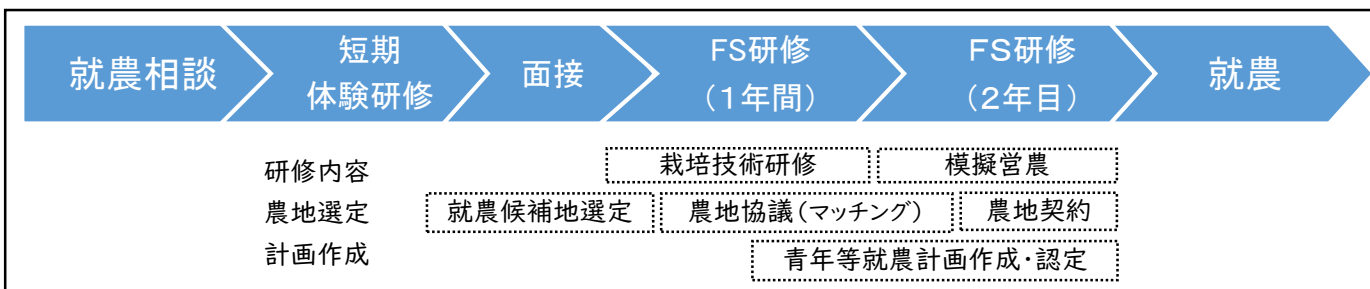 就農相談
短期
体験研修
面接
FS研修
(1年間)
FS研修
(2年目)
就農
研修内容
栽培技術研修
模擬営農
農地選定
就農候補地選定
農地協議(マッチング)
農地契約
計画作成
青年等就農計画作成・認定